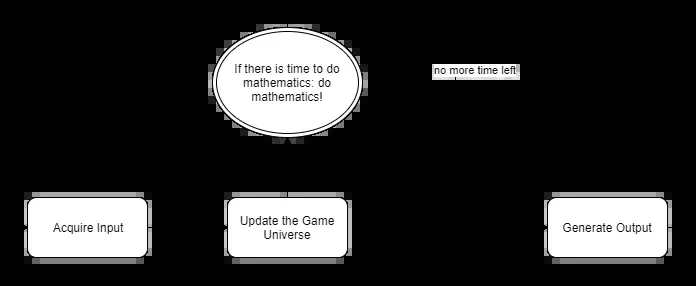 If there is time to do
mathematics: do
mathematics!
no more time left
Acquire Input
Update the Game
Universe
Generate Output